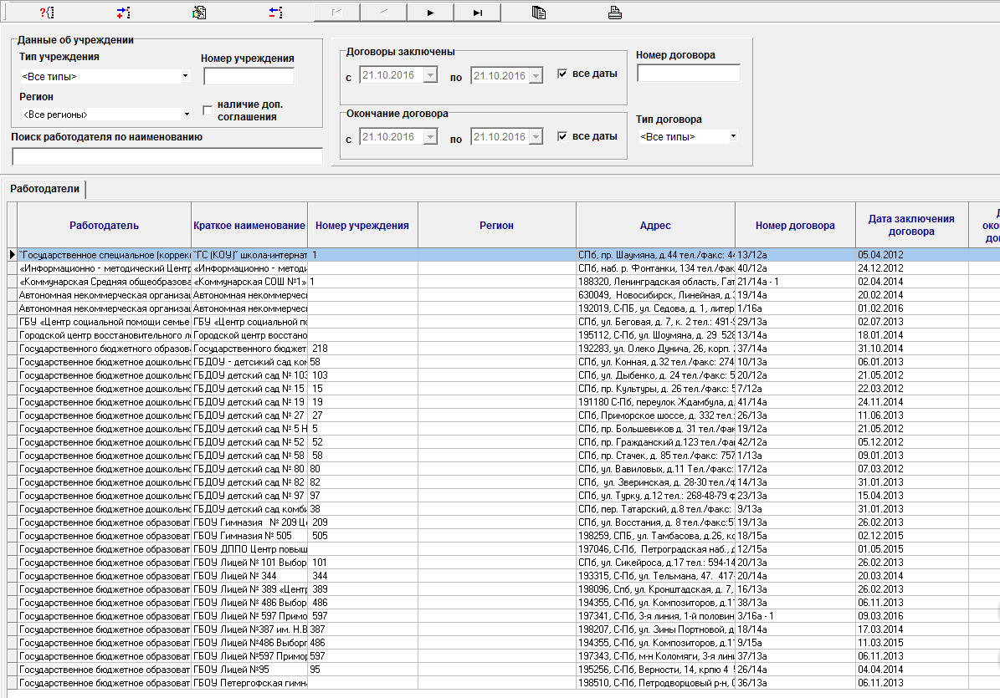 Данные об учреждении
Тип учреждения
<Все типы>
Номер учреждения
Регион
<Все регионы>
наличие доп. соглашения
Поиск работодателя по наименованию
Договоры заключены
с 21.10.2016 по 21.10.2016 все даты
Окончание договора
с 21.10.2016 по 21.10.2016 все даты
Номер договора
Тип договора
<Все типы>
Работодатели
Работодатель Краткое наименование Номер учреждения Регион Адрес Номер договора Дата заключения договора
"Государственное специальное (коррек "ГС (КОУ)" школа-интернат 1 СПб, пр. Шаумяна, д.44 тел./факс: 44 13/12а 05.04.2012
«Информационно - методический Центр «Информационно - методи СПб, наб. р. Фонтанки, 134 тел./фак 40/12а 24.12.2012
«Коммунарская Средняя общеобразова «Коммунарская СОШ №1» 1 188320, Ленинградская область, Гат 21/14а - 1 02.04.2014
Автономная некоммерческая организац Автономная некоммерчес 630049, Новосибирск, Линейная, д. 19/14а 20.02.2014
Автономная некоммерческая организац Автономная некоммерчес 192019, С-ПБ, ул. Седова, д. 1, литер 1/16а 01.02.2016
ГБУ «Центр социальной помощи семье ГБУ «Центр социальной по СПб, ул. Беговая, д. 7, к. 2 тел.: 491-9 29/13а 02.07.2013
Городской центр восстановительного л Городской центр восстано 195112, С-Пб, ул. Шоумяна, д. 29 528 13/14а 18.01.2014
Государственного бюджетного образов Государственного бюджет 218 192283, ул. Олеко Дунича, 26, корп. 37/14а 31.10.2014
Государственное бюджетное дошкольно ГБДОУ - детсикий сад ком 58 СПб, ул. Конная, д.32 тел./факс: 274 10/13а 06.01.2013
Государственное бюджетное дошкольно ГБДОУ детский сад № 103 103 СПб, ул. Дыбенко, д. 24 тел./факс: 5 20/12а 21.05.2012
Государственное бюджетное дошкольно ГБДОУ детский сад № 15 15 СПб, пр. Культуры, д. 26 тел./факс: 5 7/12а 22.03.2012
Государственное бюджетное дошкольно ГБДОУ детский сад № 19 19 191180 С-Пб, переулок Ждамбула, д. 41/14а 24.11.2014
Государственное бюджетное дошкольно ГБДОУ детский сад № 27 27 СПб, Приморское шоссе, д. 332 тел.: 26/13а 11.06.2013
Государственное бюджетное дошкольно ГБДОУ детский сад № 5 Н 5 СПб, пр. Большевиков д. 31 тел./фак 19/12а 21.05.2012
Государственное бюджетное дошкольно ГБДОУ детский сад № 52 52 СПб, пр. Гражданский д.123 тел./фа 42/12а 05.12.2012
Государственное бюджетное дошкольно ГБДОУ детский сад № 58 58 СПб, пр. Стачек, д. 85 тел./факс: 757 1/13а 09.01.2013
Государственное бюджетное дошкольно ГБДОУ детский сад № 80 80 СПб, ул. Вавиловых, д.11 Тел./факс: 17/12а 07.03.2012
Государственное бюджетное дошкольно ГБДОУ детский сад № 82 82 СПб, ул. Зверинская, д. 28-30 тел./ф 14/13а 31.01.2013
Государственное бюджетное дошкольно ГБДОУ детский сад № 97 97 СПб, ул. Турку, д.12 тел.: 268-48-79 ф 23/13а 15.04.2013
Государственное бюджетное дошкольно ГБДОУ детский сад комби 38 СПб, пер. Татарский, д.8 тел./факс: 9/13а 31.01.2013
Государственное бюджетное образоват ГБОУ Гимназия № 209 Це 209 СПб, ул. Восстания, д. 8 тел./факс:5 19/13а 26.02.2013
Государственное бюджетное образоват ГБОУ Гимназия № 505 505 198259, СПБ, ул. Тамбасова, д.26, ко 18/15а 02.12.2015
Государственное бюджетное образоват ГБОУ ДППО Центр повыш 197046, С-Пб, Петроградская наб., д 12/15а 01.05.2015
Государственное бюджетное образоват ГБОУ Лицей № 101 Выбор 101 СПб, ул. Сикейроса, д.17 тел.: 594-14 20/13а 26.02.2013
Государственное бюджетное образоват ГБОУ Лицей № 344 344 193315, С-Пб, ул. Тельмана, 47. 417- 20/14а 20.03.2014
Государственное бюджетное образоват ГБОУ Лицей № 389 «Центр 389 198096, Спб, ул. Кронштадская, д. 7, 16/13а 26.02.2013
Государственное бюджетное образоват ГБОУ Лицей № 486 Выбор 486 194355, С-Пб, ул. Композиторов, д.1 38/13а 06.11.2013
Государственное бюджетное образоват ГБОУ Лицей № 597 Примо 597 197341, С-Пб, 3-я линия, 1-й половин 3/16а - 1 09.03.2016
Государственное бюджетное образоват ГБОУ Лицей №387 им. Н.В 387 198207, С-Пб, ул. Зины Портновой, д 18/14а 17.03.2014
Государственное бюджетное образоват ГБОУ Лицей №486 Выборг 486 194355, С-Пб, ул. Композиторов, д.1 9/15а 11.03.2015
Государственное бюджетное образоват ГБОУ Лицей №597 Примор 597 197343, С-Пб, м-н Коломяги, 3-я лин 37/13а 06.11.2013
Государственное бюджетное образоват ГБОУ Лицей №95 95 195256, С-Пб, Верности, 14, крпю 4 26/14а 04.04.2014
Государственное бюджетное образоват ГБОУ Петергофская гимн 198510, С-Пб, Петродворцовый р-н, 36/13а 06.11.2013